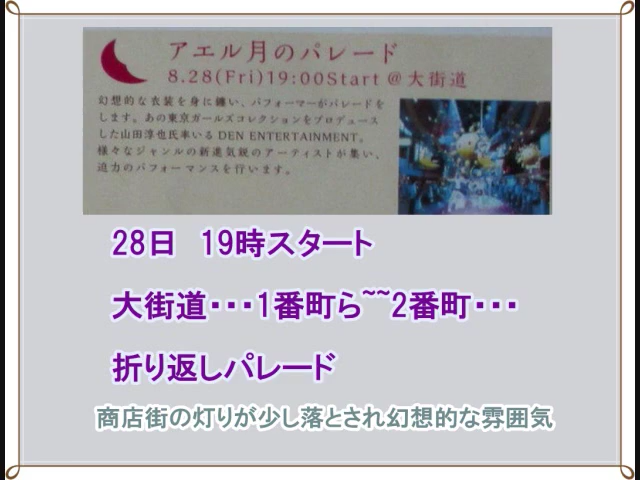 アエル月のパレード
8.28(Fri)19:00Start@大街道
幻想的な衣装を身に纏い、パフォーマーがパレードを
します。あの東京ガールズコレクションをプロデュース
した山田淳也氏率いるDEN ENTERTAINMENT。
様々なジャンルの新進気鋭のアーティストが集い、
迫力のパフォーマンスを行います。
28日　19時スタート
大街道・・・1番町ら~~2番町・・・
折り返しパレード
商店街の灯りが少し落とされ幻想的な雰囲気